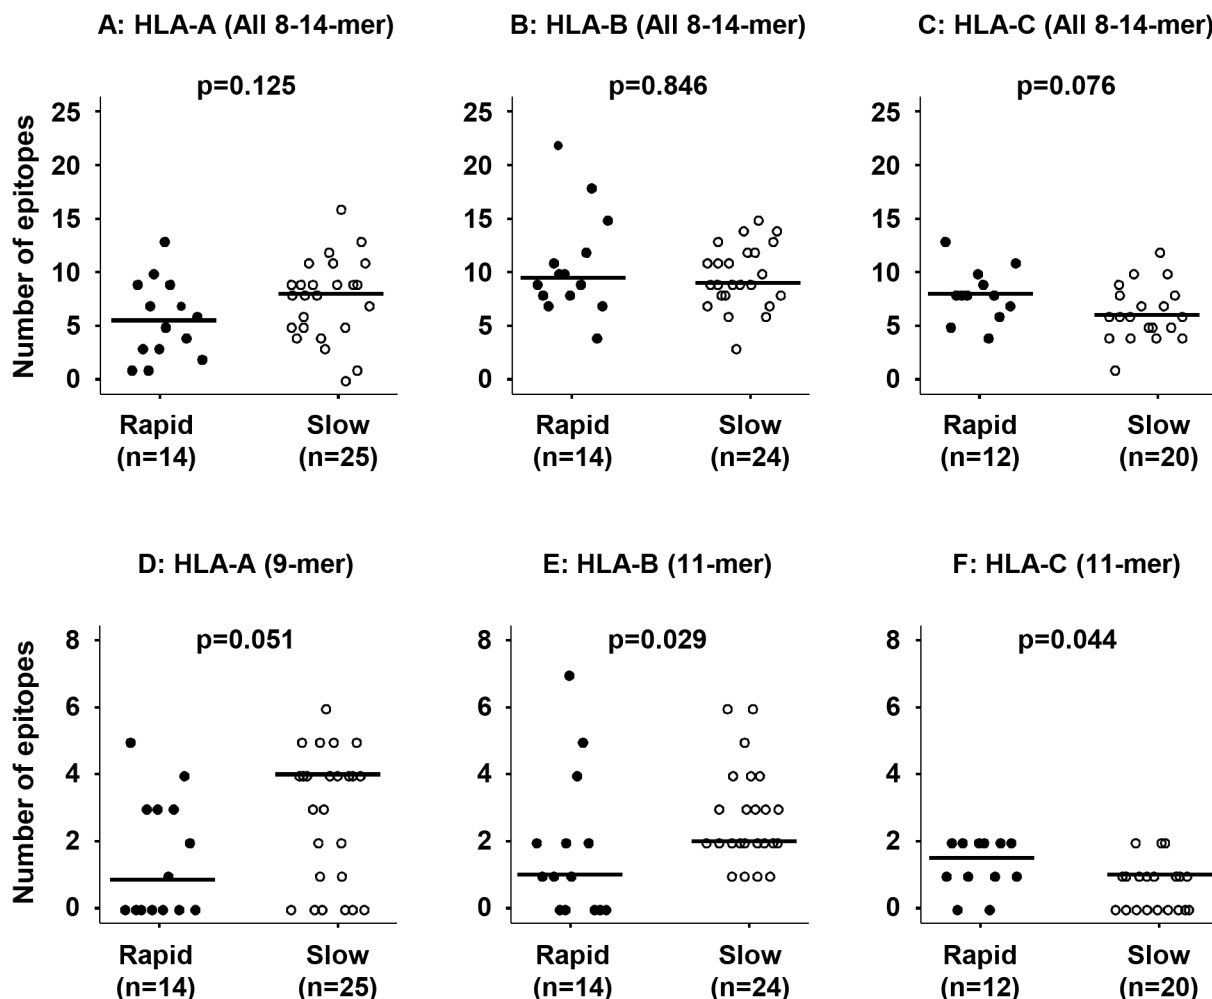 A: HLA-A (All 8-14-mer)
B: HLA-B (All 8-14-mer)
C: HLA-C (All 8-14-mer)
p=0.125
p=0.846
p=0.076
Number of epitopes
25
20
15
10
5
0
25
20
15
10
5
0
25
20
15
10
5
0
Rapid
(n=14)
Slow
(n=25)
Rapid
(n=14)
Slow
(n=24)
Rapid
(n=12)
Slow
(n=20)
D: HLA-A (9-mer)
E: HLA-B (11-mer)
F: HLA-C (11-mer)
p=0.051
p=0.029
p=0.044
Number of epitopes
8
6
4
2
0
8
6
4
2
0
8
6
4
2
0
Rapid
(n=14)
Slow
(n=25)
Rapid
(n=14)
Slow
(n=24)
Rapid
(n=12)
Slow
(n=20)